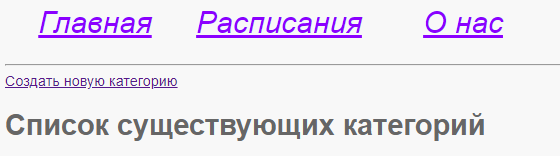 Главная Расписания О нас
Создать новую категорию
Список существующих категорий